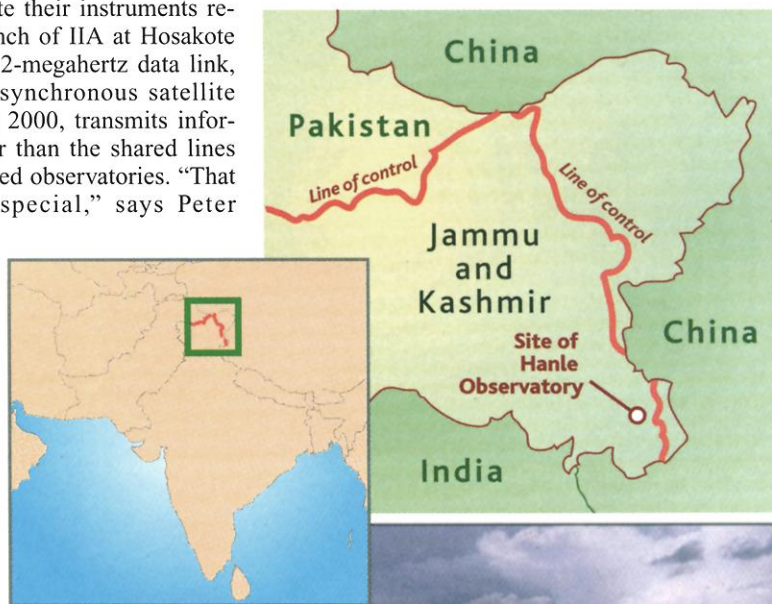 te their instruments re-
nch of IIA at Hosakote
2-megahertz data link,
synchronous satellite
2000, transmits infor-
r than the shared lines
ed observatories. “That
special,” says Peter
China
Pakistan
Line of control
Line of control
Jammu
and
Kashmir
China
Site of
Hanle
Observatory
India